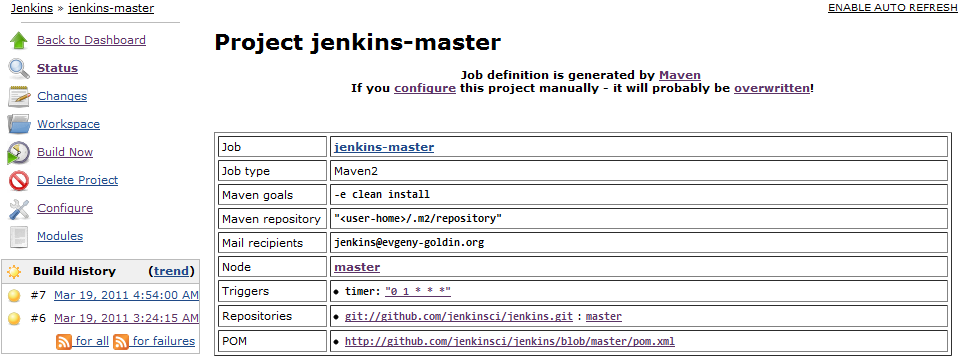 Jenkins » jenkins-master
ENABLE AUTO REFRESH
Back to Dashboard
Status
Changes
Workspace
Build Now
Delete Project
Configure
Modules
Build History (trend)
#7 Mar 19, 2011 4:54:00 AM
#6 Mar 19, 2011 3:24:15 AM
for all for failures
Project jenkins-master
Job definition is generated by Maven
If you configure this project manually - it will probably be overwritten!
Job jenkins-master
Job type Maven2
Maven goals -e clean install
Maven repository "<user-home>/.m2/repository"
Mail recipients jenkins@evgeny-goldin.org
Node master
Triggers • timer: "0 1 * * *"
Repositories • git://github.com/jenkinsci/jenkins.git : master
POM • http://github.com/jenkinsci/jenkins/blob/master/pom.xml